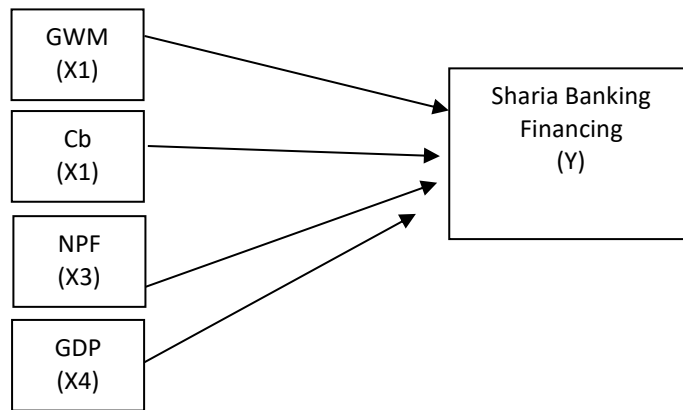 GWM
(X1)
Cb
(X1)
NPF
(X3)
GDP
(X4)
Sharia Banking
Financing
(Y)